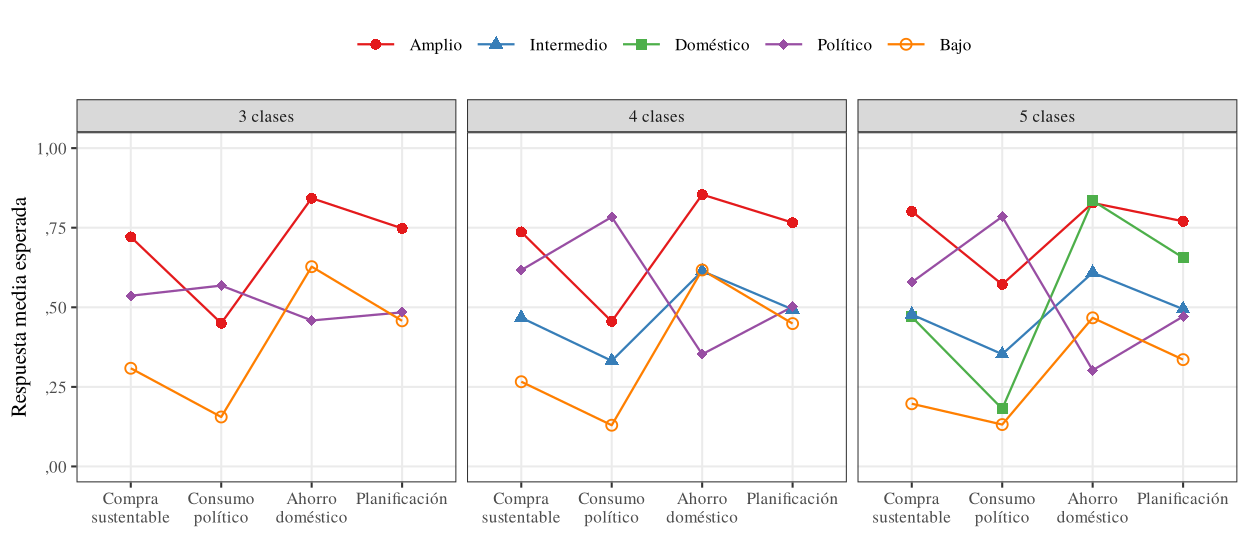 Amplio Intermedio Doméstico Político Bajo
3 clases 4 clases 5 clases
Respuesta media esperada
1,00
,75
,50
,25
,00
Compra sustentable Consumo político Ahorro doméstico Planificación
Compra sustentable Consumo político Ahorro doméstico Planificación
Compra sustentable Consumo político Ahorro doméstico Planificación